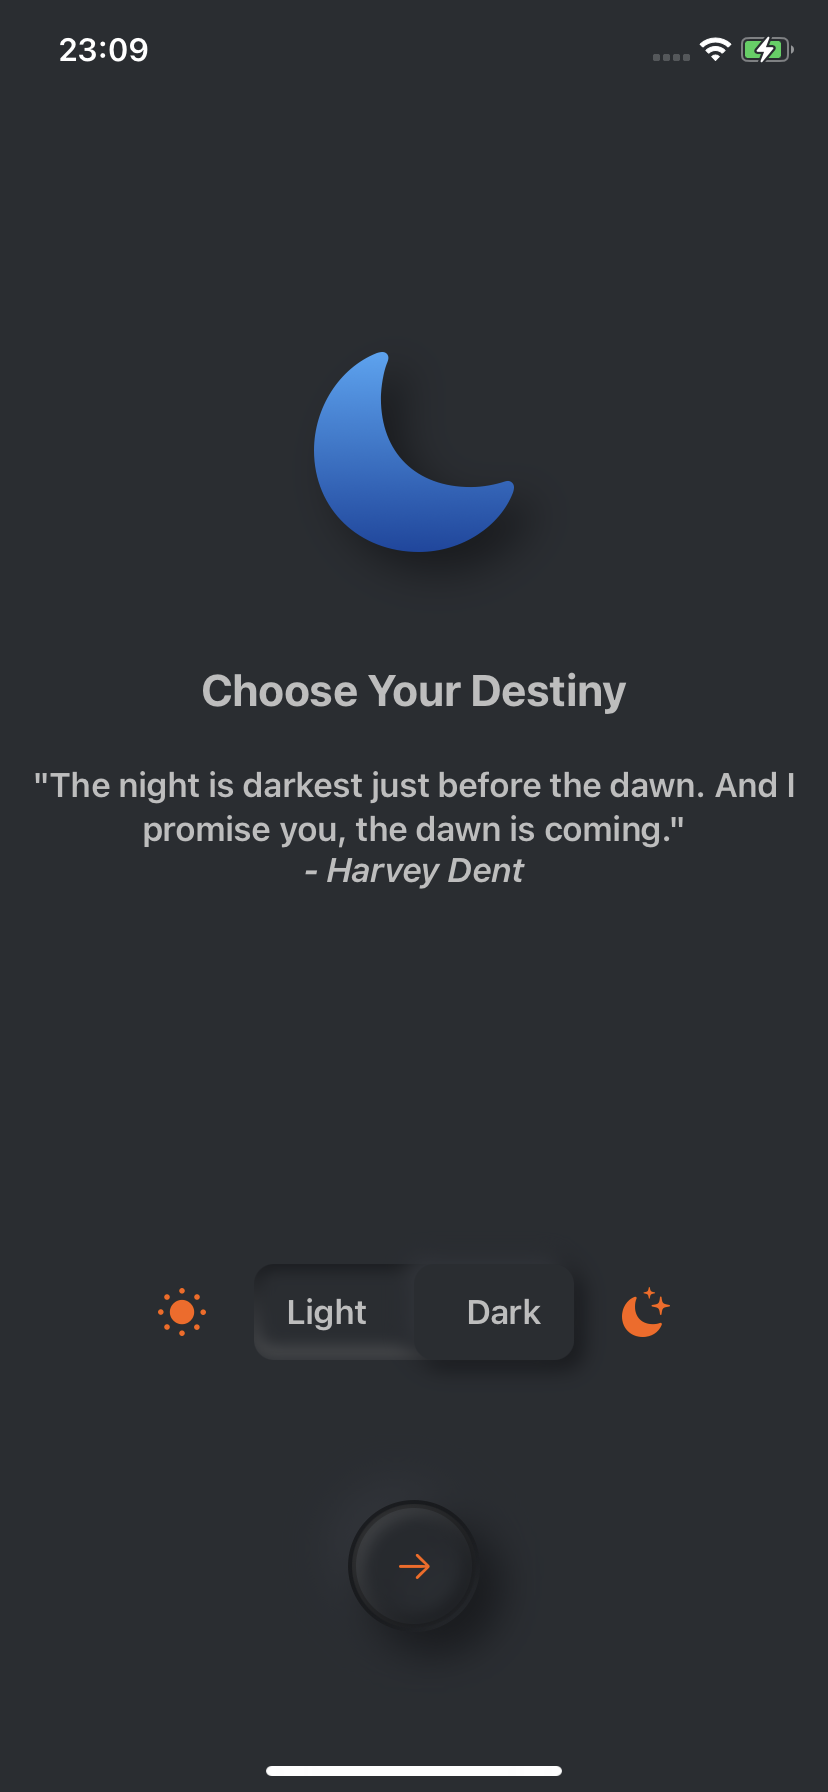 23:09
Choose Your Destiny
"The night is darkest just before the dawn. And I
promise you, the dawn is coming."
- Harvey Dent
Light
Dark